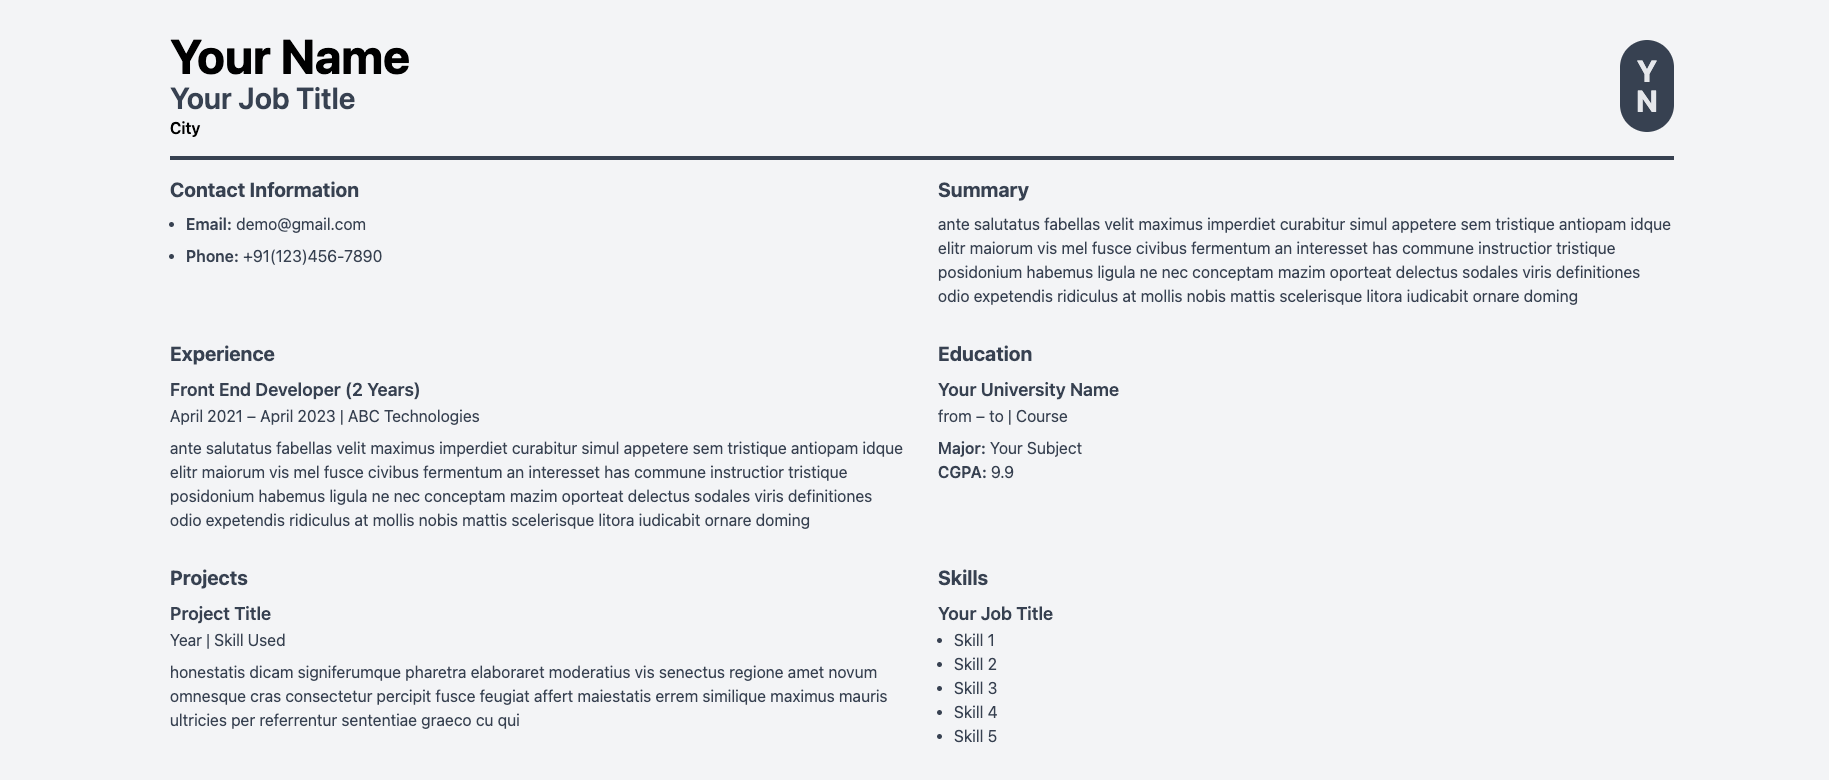 Your Name
Your Job Title
City
Y
N
Contact Information
• Email: demo@gmail.com
• Phone: +91(123)456-7890
Summary
ante salutatus fabellas velit maximus imperdiet curabitur simul appetere sem tristique antiopam idque
elitr maiorum vis mel fusce civibus fermentum an interesset has commune instructior tristique
posidonium habemus ligula ne nec conceptam mazim oporteat delectus sodales viris definitiones
odio expetendis ridiculus at mollis nobis mattis scelerisque litora iudicabit ornare doming
Experience
Front End Developer (2 Years)
April 2021 – April 2023 | ABC Technologies
ante salutatus fabellas velit maximus imperdiet curabitur simul appetere sem tristique antiopam idque
elitr maiorum vis mel fusce civibus fermentum an interesset has commune instructior tristique
posidonium habemus ligula ne nec conceptam mazim oporteat delectus sodales viris definitiones
odio expetendis ridiculus at mollis nobis mattis scelerisque litora iudicabit ornare doming
Education
Your University Name
from – to | Course
Major: Your Subject
CGPA: 9.9
Projects
Project Title
Year | Skill Used
honestatis dicam signiferumque pharetra elaboraret moderatius vis senectus regione amet novum
omnesque cras consectetur percipit fusce feugiat affert maiestatis errem similique maximus mauris
ultricies per referrentur sententiae graeco cu qui
Skills
Your Job Title
• Skill 1
• Skill 2
• Skill 3
• Skill 4
• Skill 5